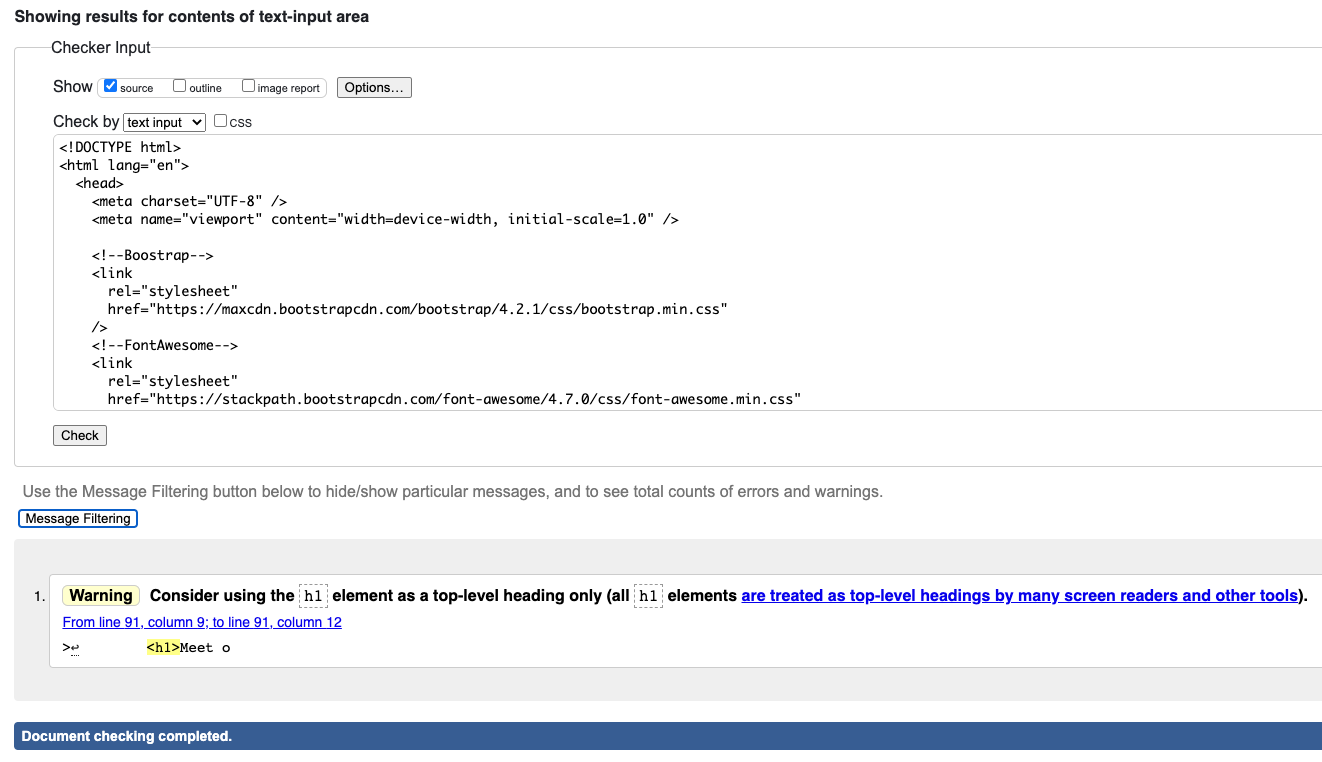 Showing results for contents of text-input area
Checker Input
Show source outline image report Options...
Check by text input CSS
<!DOCTYPE html>
<html lang="en">
  <head>
    <meta charset="UTF-8" />
    <meta name="viewport" content="width=device-width, initial-scale=1.0" />

    <!--Boostrap-->
    <link
      rel="stylesheet"
      href="https://maxcdn.bootstrapcdn.com/bootstrap/4.2.1/css/bootstrap.min.css"
    />
    <!--FontAwesome-->
    <link
      rel="stylesheet"
      href="https://stackpath.bootstrapcdn.com/font-awesome/4.7.0/css/font-awesome.min.css"
Check
Use the Message Filtering button below to hide/show particular messages, and to see total counts of errors and warnings.
Message Filtering
1. Warning Consider using the h1 element as a top-level heading only (all h1 elements are treated as top-level headings by many screen readers and other tools).
From line 91, column 9; to line 91, column 12
>↩        <h1>Meet o
Document checking completed.